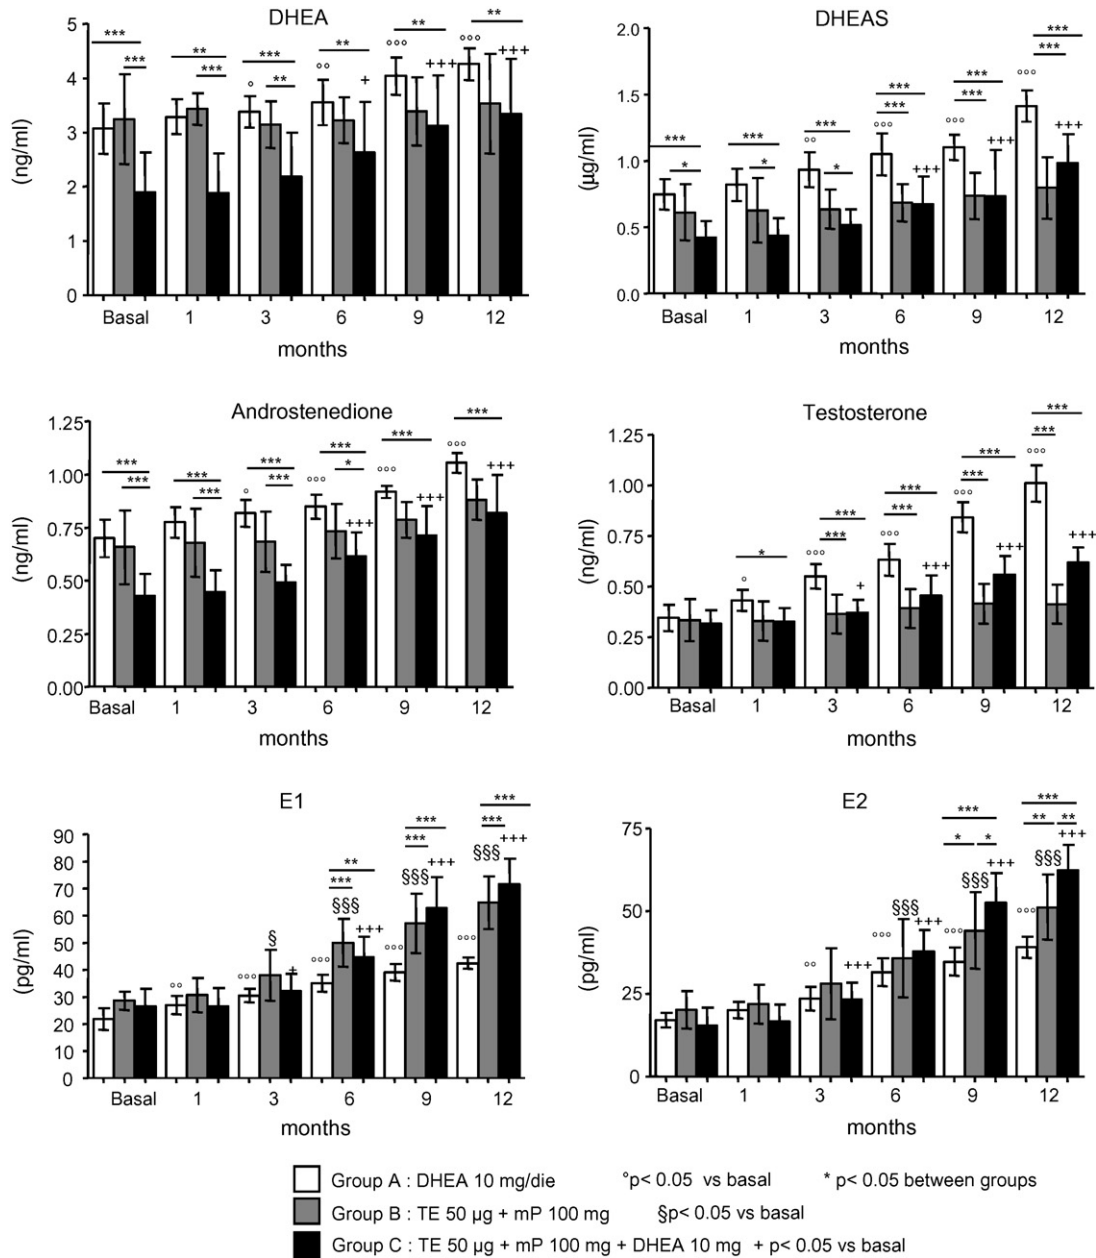 DHEA
5
4
3
2
1
0
(ng/ml)
*** *** ** *** *** ** ** ** **
° °° °°° °°° + +++ +++
Basal 1 3 6 9 12
months
DHEAS
2.0
1.5
1.0
0.5
0.0
(µg/ml)
*** * *** * *** * *** *** *** *** *** ***
°° °°° °°° °°° +++ +++ +++
Basal 1 3 6 9 12
months
Androstenedione
1.25
1.00
0.75
0.50
0.25
0.00
(ng/ml)
*** *** *** *** *** *** *** * *** ***
° °°° °°° °°° +++ +++ +++
Basal 1 3 6 9 12
months
Testosterone
1.25
1.00
0.75
0.50
0.25
0.00
(ng/ml)
* *** *** *** *** *** *** *** ***
° °°° °°° °°° °°° + +++ +++ +++
Basal 1 3 6 9 12
months
E1
90
80
70
60
50
40
30
20
10
0
(pg/ml)
** *** *** *** *** ***
°° °°° °°° °°° °°° § §§§ §§§ §§§ + +++ +++ +++
Basal 1 3 6 9 12
months
E2
75
50
25
0
(pg/ml)
*** * * *** ** **
°° °°° °°° °°° §§§ §§§ §§§ +++ +++ +++ +++
Basal 1 3 6 9 12
months
Group A : DHEA 10 mg/die °p< 0.05 vs basal * p< 0.05 between groups
Group B : TE 50 µg + mP 100 mg §p< 0.05 vs basal
Group C : TE 50 µg + mP 100 mg + DHEA 10 mg + p< 0.05 vs basal